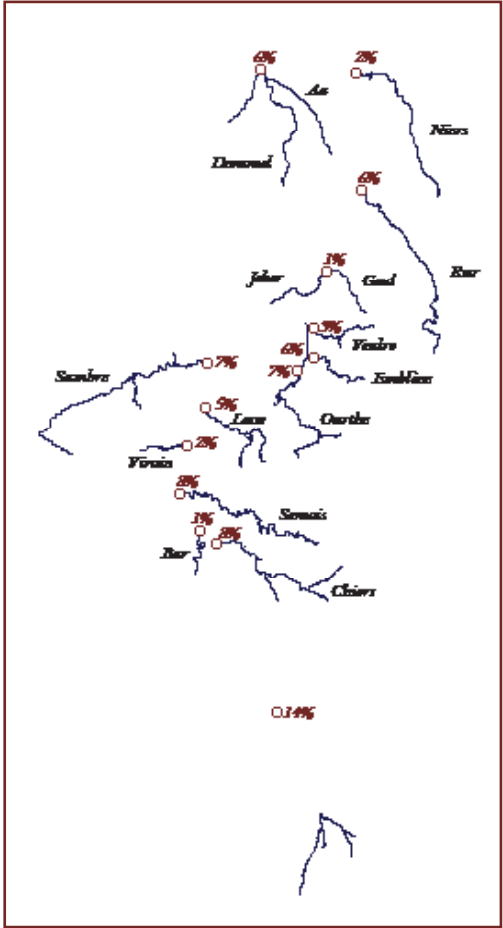 6%
2%
Aa
Niers
Dommel
6%
1%
Jeker
Geul
Rur
5%
Vesdre
6%
7%
7%
Sambre
Amblève
5%
Lesse
Ourthe
2%
Viroin
8%
Semois
1%
8%
Bar
Chiers
14%